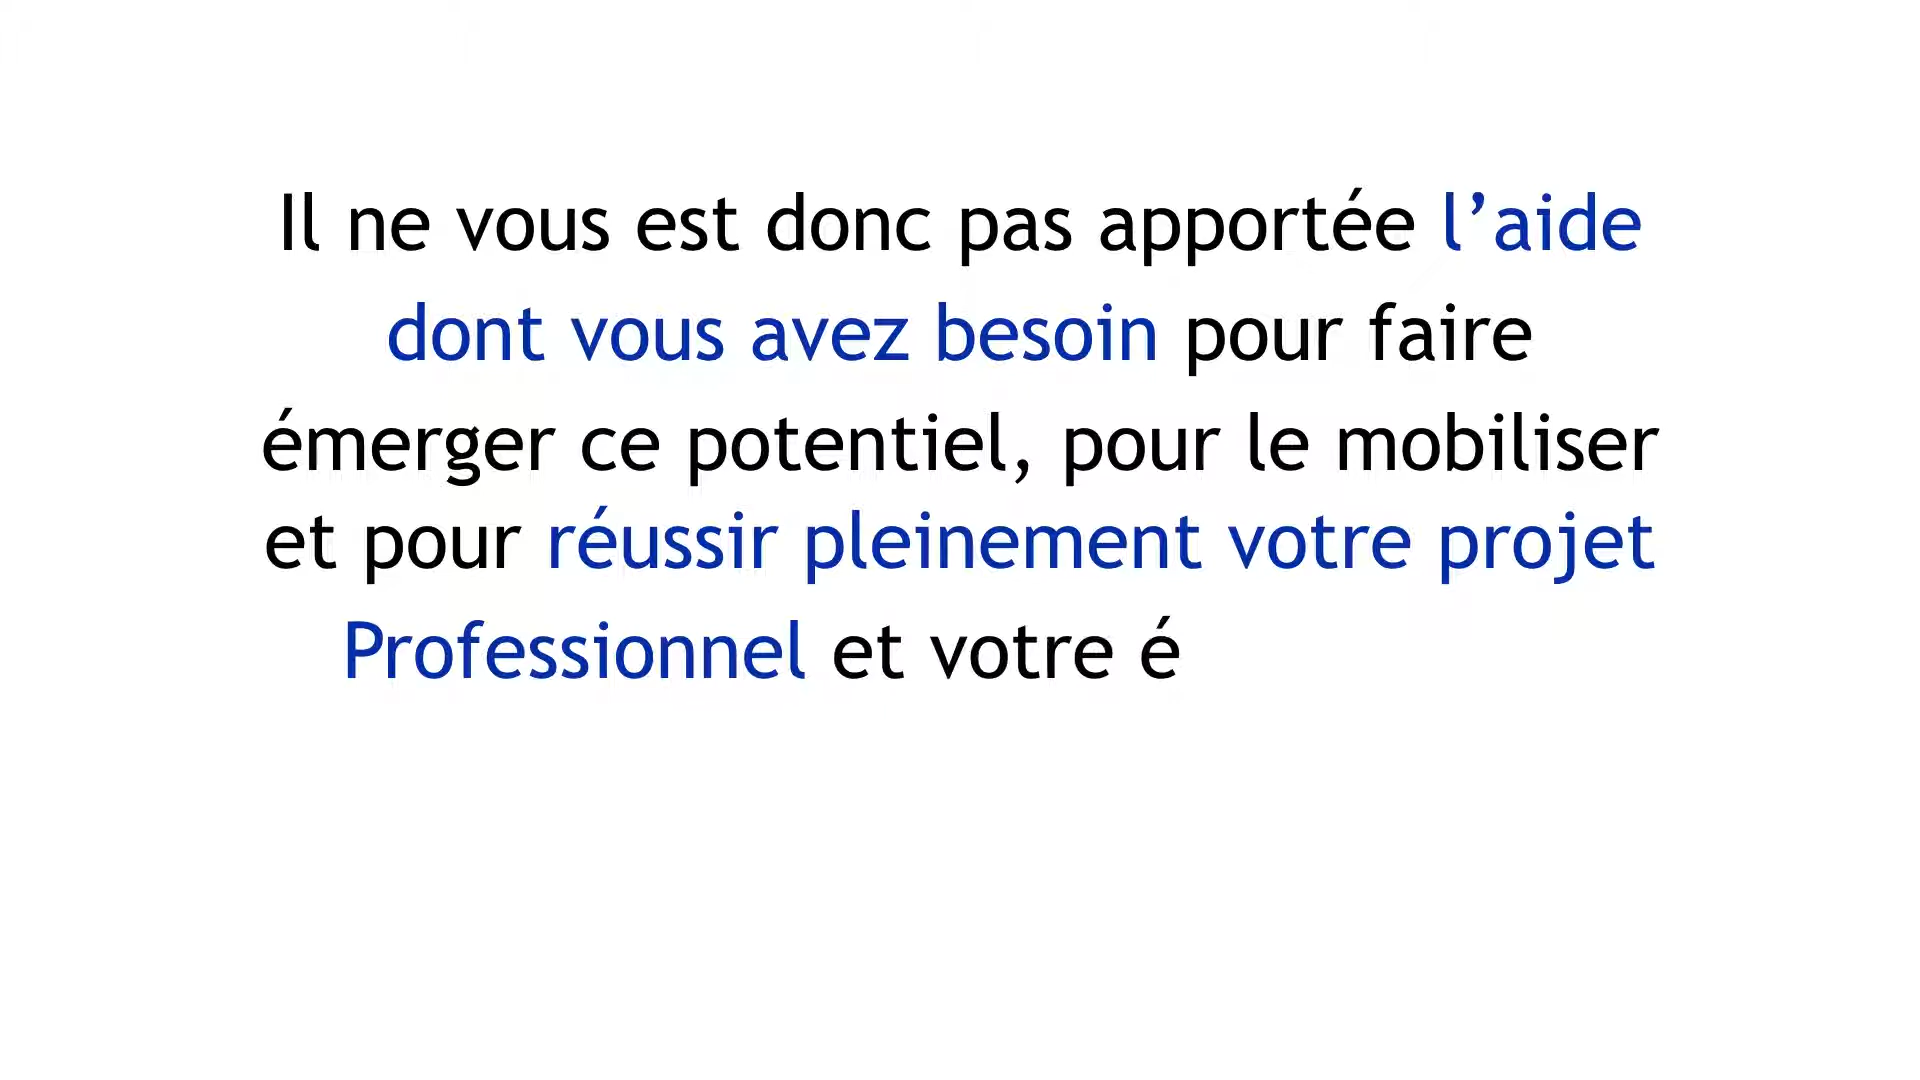 Il ne vous est donc pas apportée l’aide
dont vous avez besoin pour faire
émerger ce potentiel, pour le mobiliser
et pour réussir pleinement votre projet
Professionnel et votre é